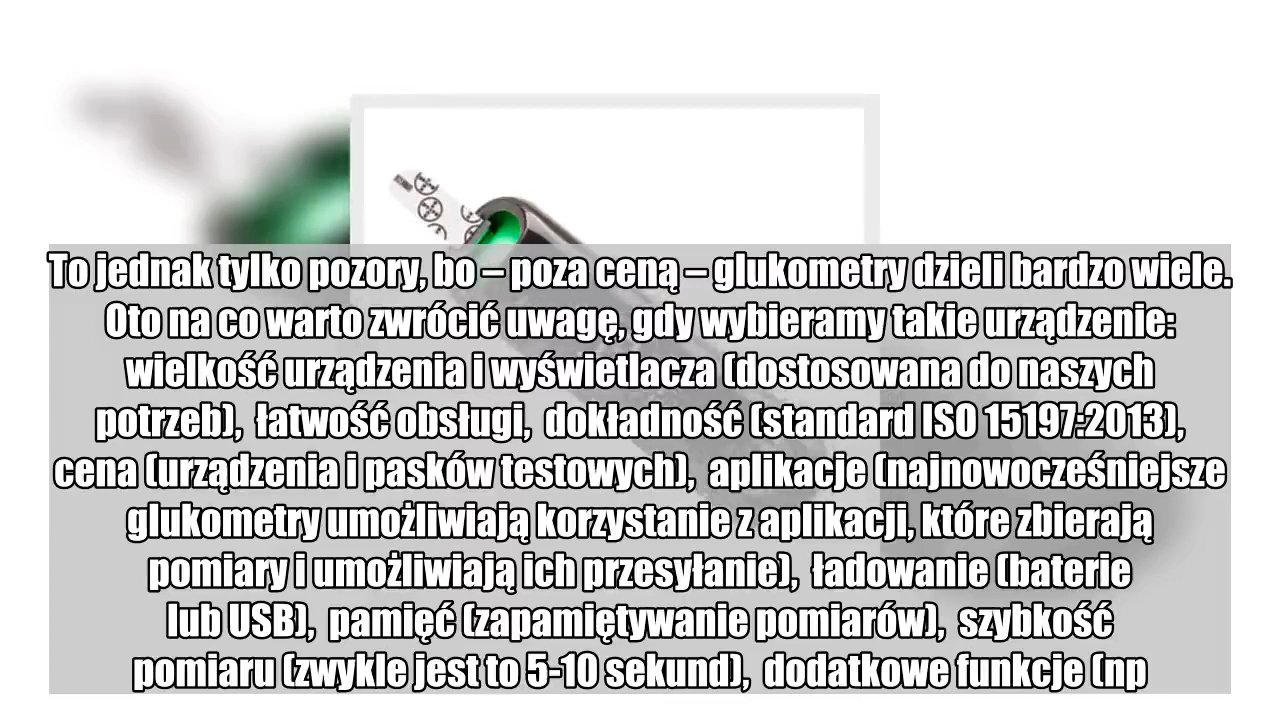 To jednak tylko pozory, bo – poza ceną – glukometry dzieli bardzo wiele.
Oto na co warto zwrócić uwagę, gdy wybieramy takie urządzenie:
wielkość urządzenia i wyświetlacza (dostosowana do naszych
potrzeb), łatwość obsługi, dokładność (standard ISO 15197:2013),
cena (urządzenia i pasków testowych), aplikacje (najnowocześniejsze
glukometry umożliwiają korzystanie z aplikacji, które zbierają
pomiary i umożliwiają ich przesyłanie), ładowanie (baterie
lub USB), pamięć (zapamiętywanie pomiarów), szybkość
pomiaru (zwykle jest to 5-10 sekund), dodatkowe funkcje (np